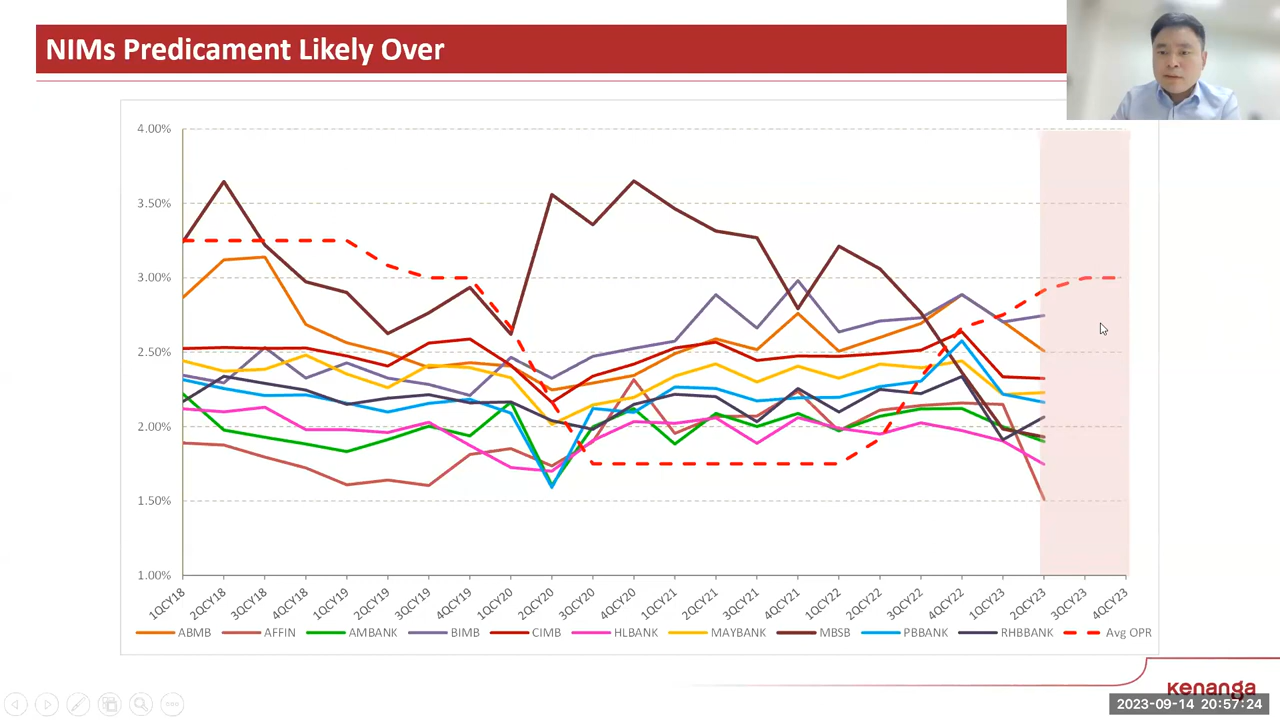 NIMs Predicament Likely Over
4.00%
3.50%
3.00%
2.50%
2.00%
1.50%
1.00%
1QCY18 2QCY18 3QCY18 4QCY18 1QCY19 2QCY19 3QCY19 4QCY19 1QCY20 2QCY20 3QCY20 4QCY20 1QCY21 2QCY21 3QCY21 4QCY21 1QCY22 2QCY22 3QCY22 4QCY22 1QCY23 2QCY23 3QCY23 4QCY23
ABMB AFFIN AMBANK BIMB CIMB HLBANK MAYBANK MBSB PBBANK RHBBANK Avg OPR
kenanga
2023-09-14 20:57:24